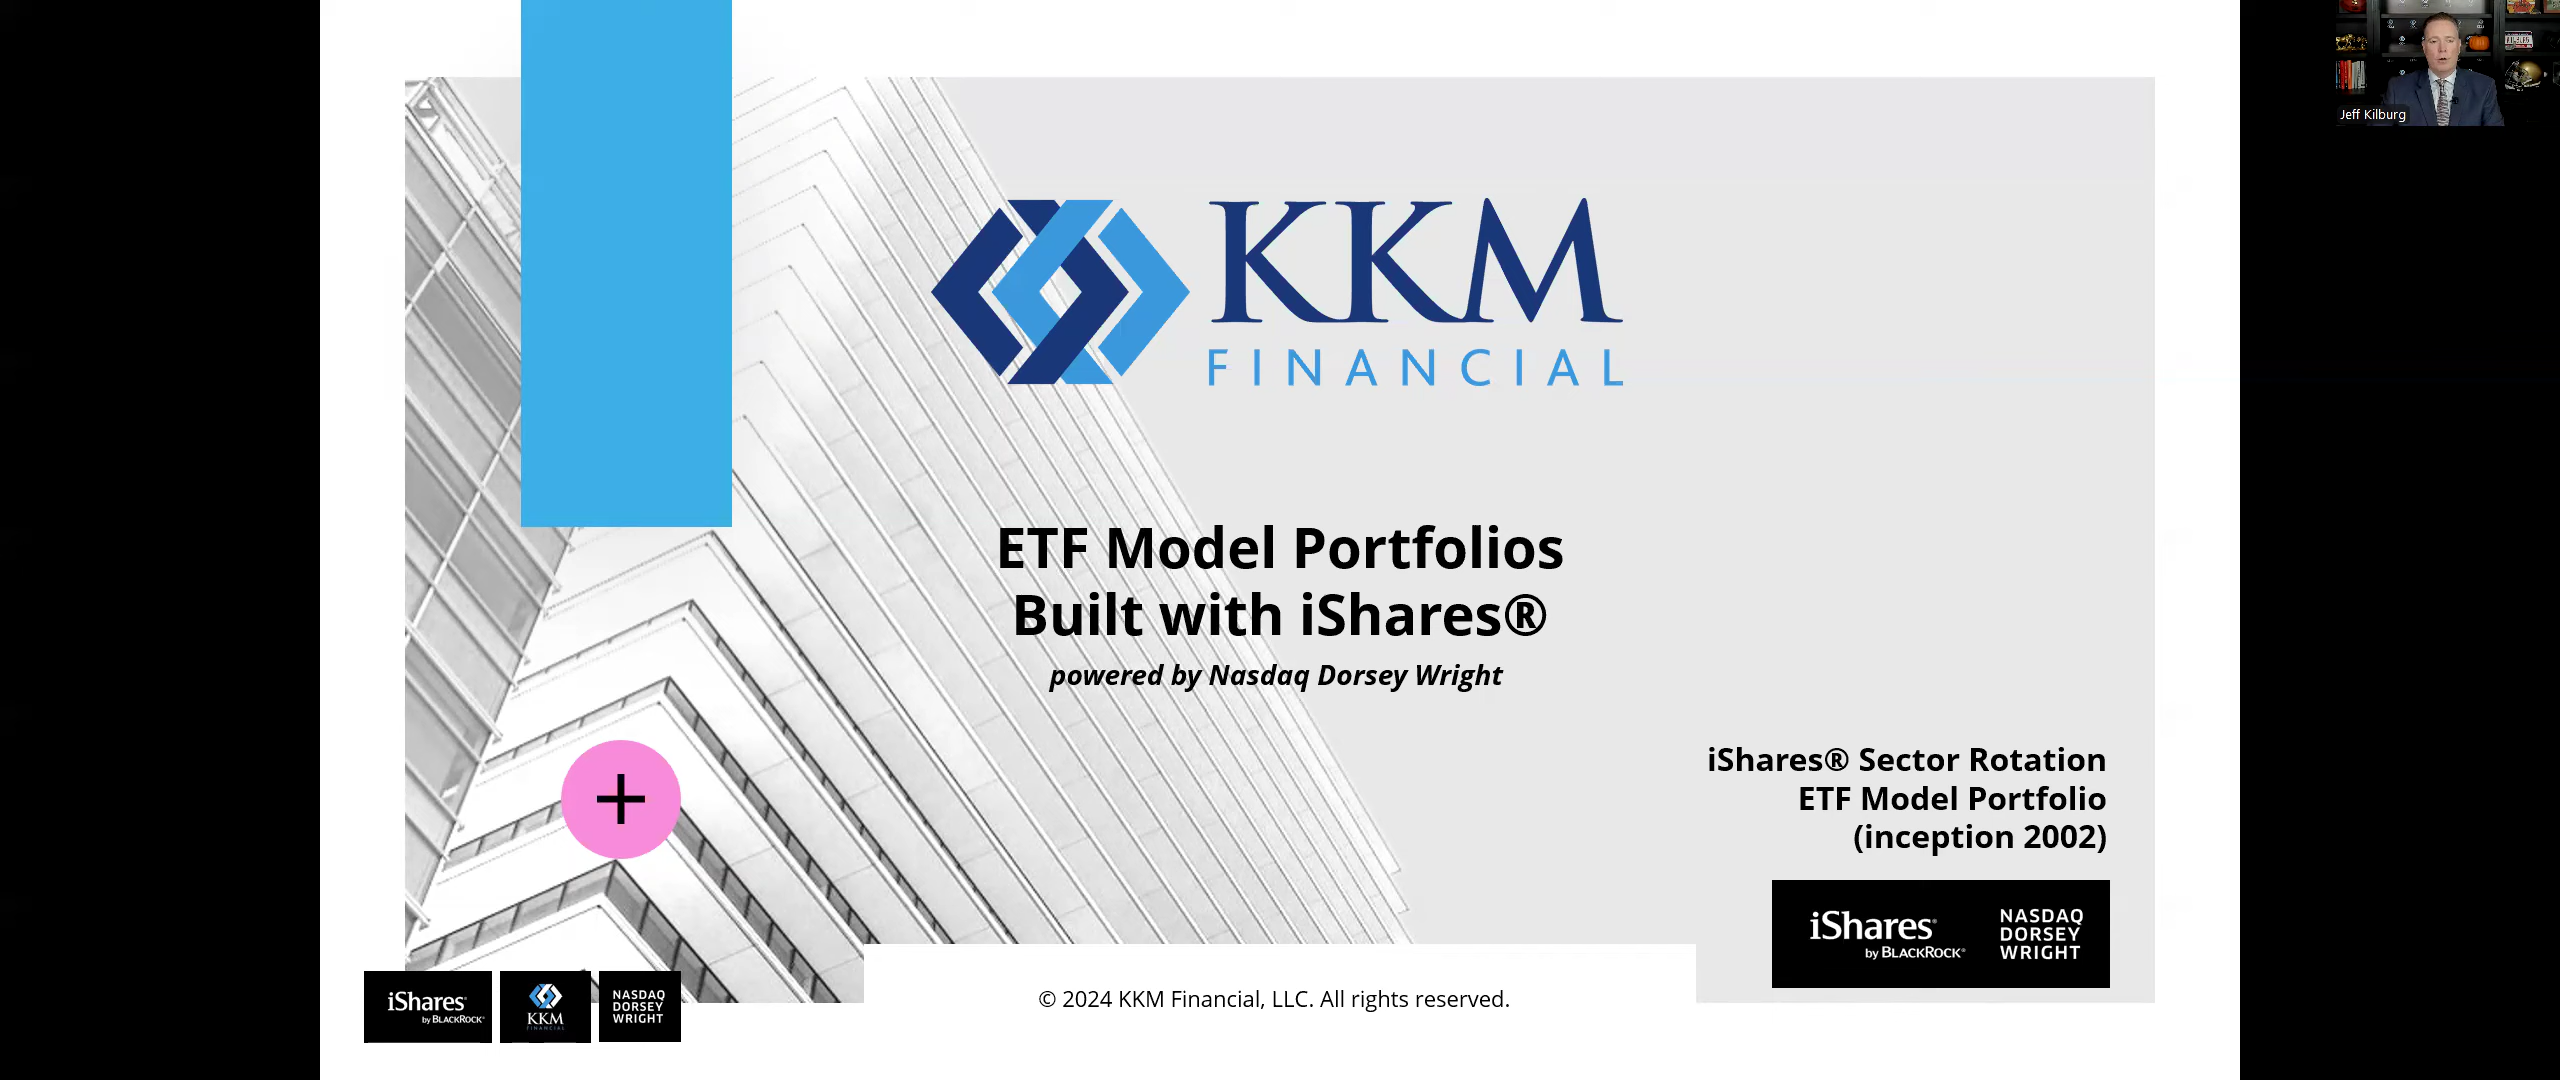 Jeff Kilburg
KKM
FINANCIAL
ETF Model Portfolios
Built with iShares®
powered by Nasdaq Dorsey Wright
iShares® Sector Rotation
ETF Model Portfolio
(inception 2002)
iShares®
by BLACKROCK®
NASDAQ
DORSEY
WRIGHT
iShares®
by BLACKROCK®
KKM
FINANCIAL
NASDAQ
DORSEY
WRIGHT
© 2024 KKM Financial, LLC. All rights reserved.